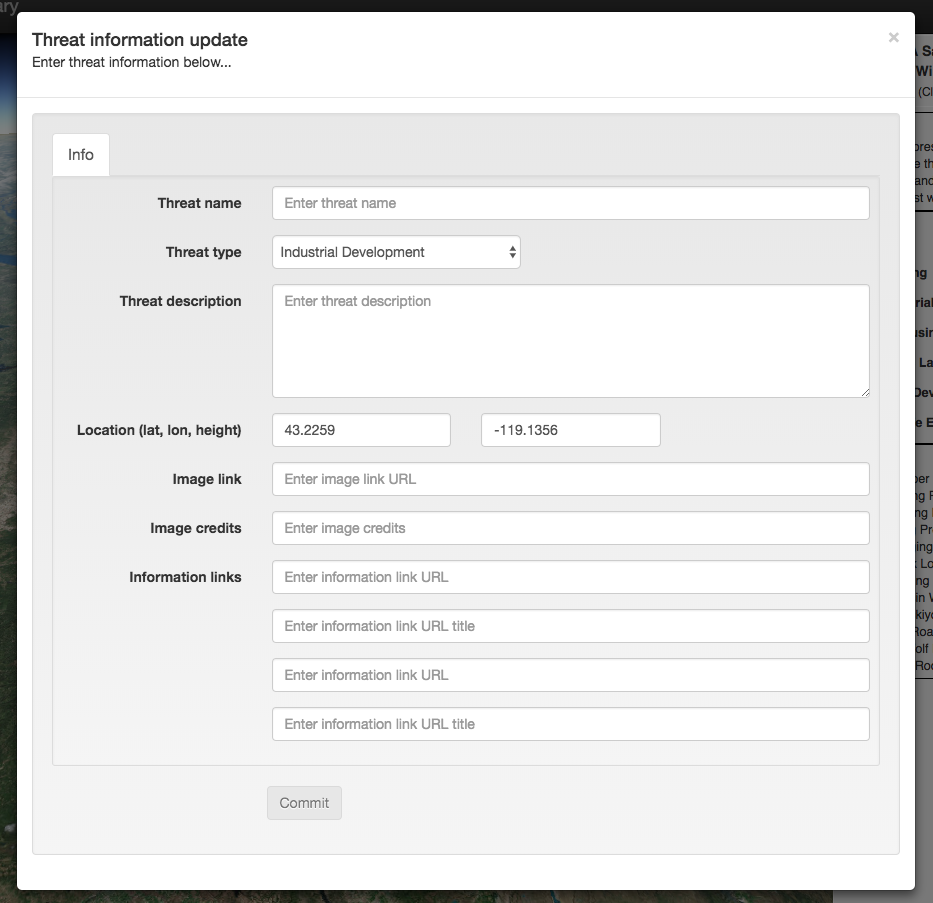 ary
Threat information update
×
Enter threat information below...
Info
Threat name
Enter threat name
Threat type
Industrial Development
Threat description
Enter threat description
Location (lat, lon, height)
43.2259
-119.1356
Image link
Enter image link URL
Image credits
Enter image credits
Information links
Enter information link URL
Enter information link URL title
Enter information link URL
Enter information link URL title
Commit